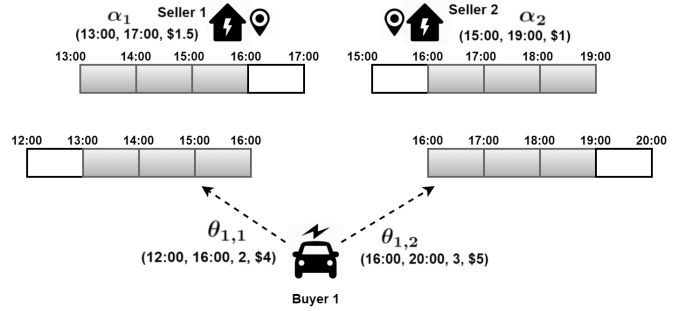 α₁ Seller 1
(13:00, 17:00, $1.5)
Seller 2 α₂
(15:00, 19:00, $1)
13:00 14:00 15:00 16:00 17:00
15:00 16:00 17:00 18:00 19:00
12:00 13:00 14:00 15:00 16:00
16:00 17:00 18:00 19:00 20:00
θ₁,₁
(12:00, 16:00, 2, $4)
θ₁,₂
(16:00, 20:00, 3, $5)
Buyer 1